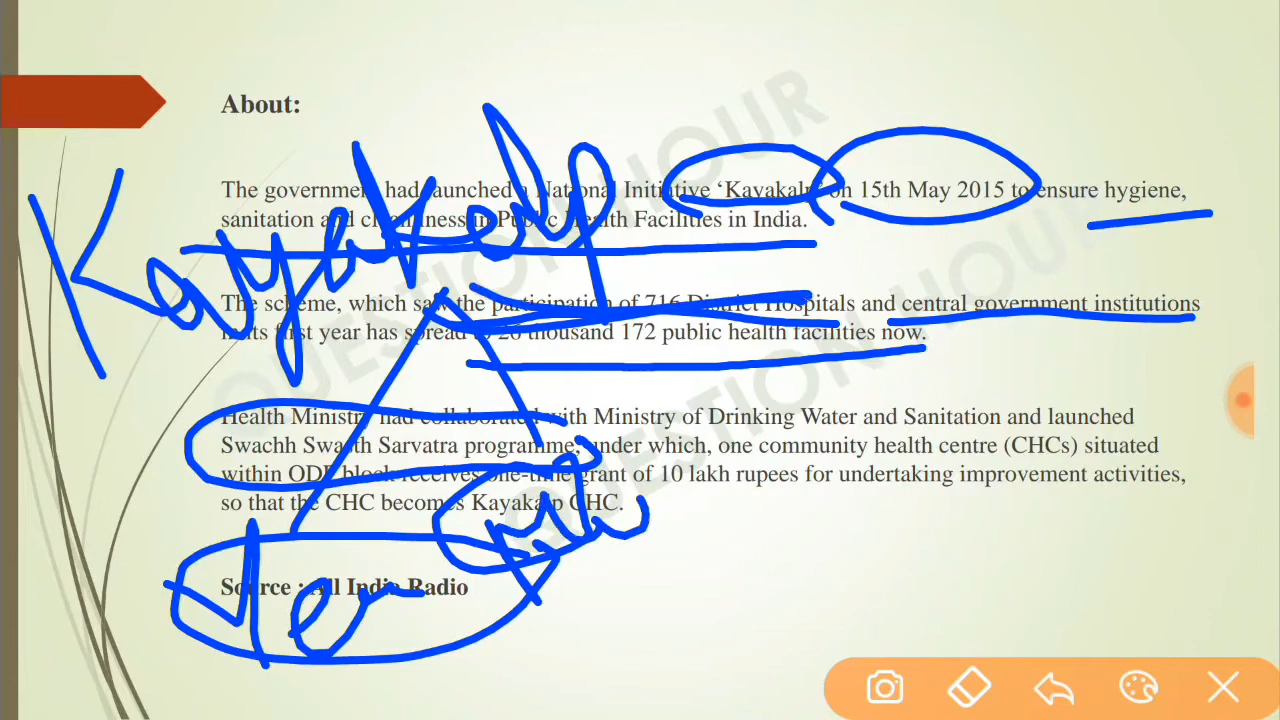 About:
The government had launched a National Initiative ‘Kayakalp’ on 15th May 2015 to ensure hygiene,
sanitation and cleanliness in Public Health Facilities in India.
The scheme, which saw the participation of 716 District Hospitals and central government institutions
in its first year has spread to 26 thousand 172 public health facilities now.
Health Ministry had collaborated with Ministry of Drinking Water and Sanitation and launched
Swachh Swasth Sarvatra programme, under which, one community health centre (CHCs) situated
within ODF block receives one-time grant of 10 lakh rupees for undertaking improvement activities,
so that the CHC becomes Kayakalp CHC.
Source : All India Radio
Kayakalp
QUESTION HOUR
QUESTION HOUR